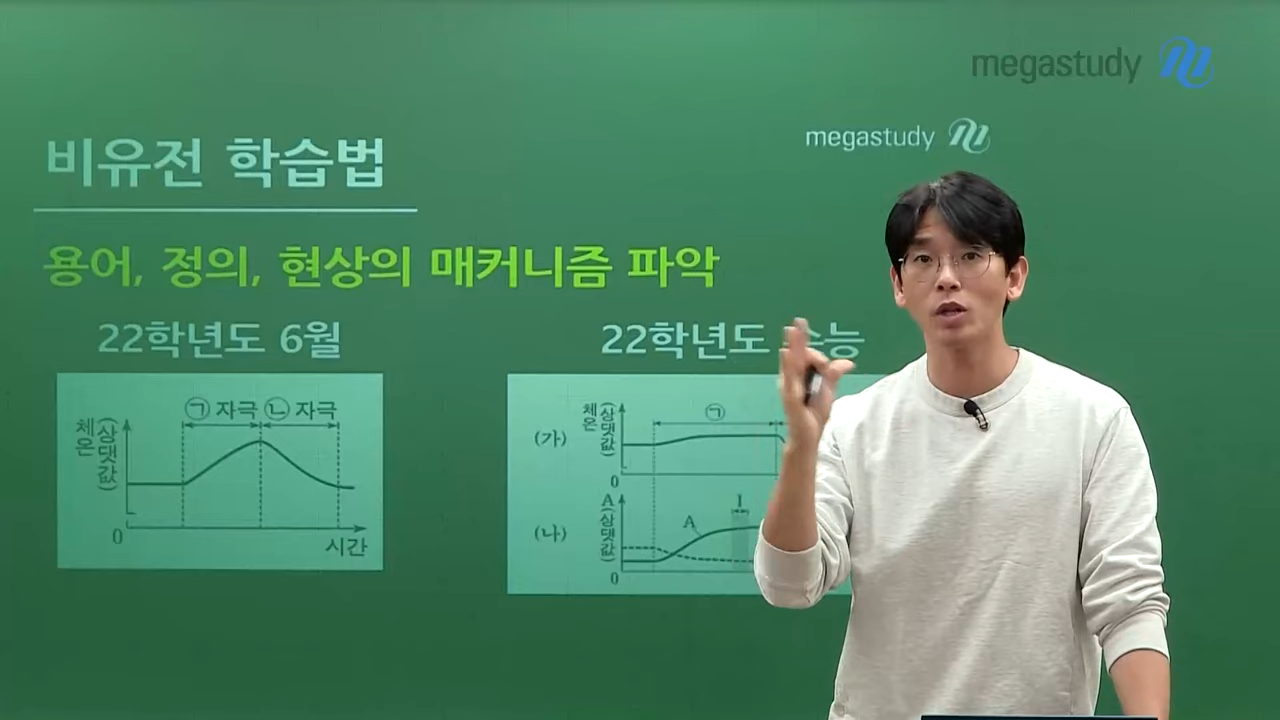 megastudy
megastudy
비유전 학습법
용어, 정의, 현상의 매커니즘 파악
22학년도 6월
22학년도 수능
㉠ 자극 ㉡ 자극
체온(상댓값)
0
시간
(가)
체온(상댓값)
㉠
0
(나)
A(상댓값)
A
I
0